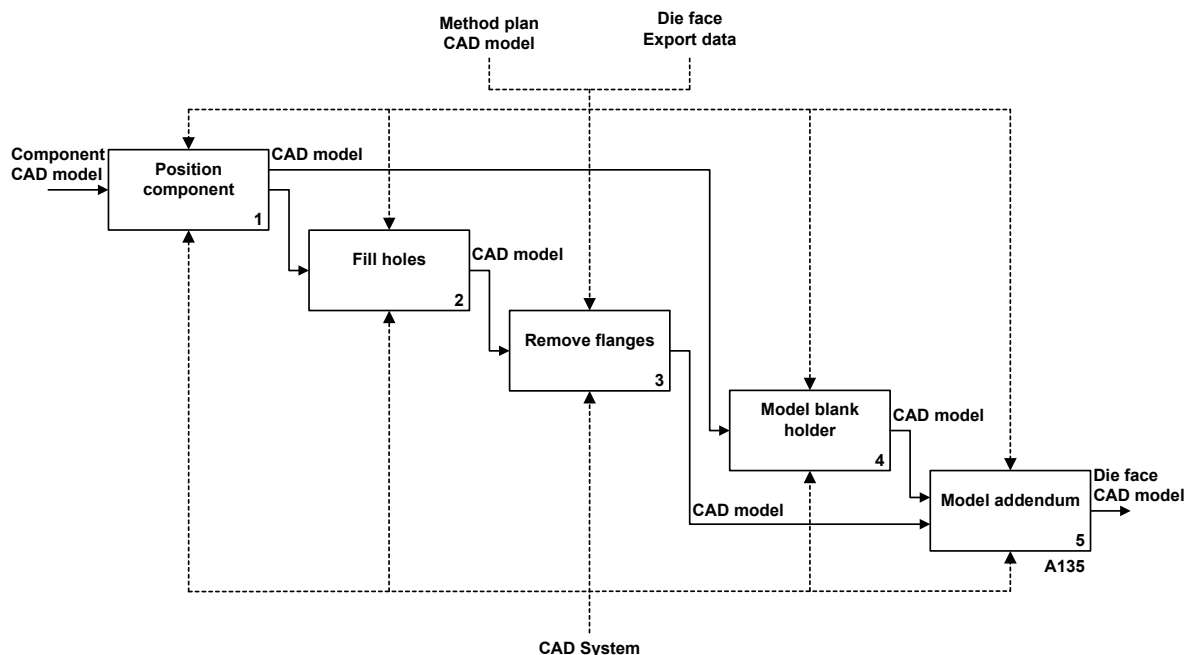 Method plan
CAD model
Die face
Export data
Component
CAD model
Position
component
1
CAD model
Fill holes
2
CAD model
Remove flanges
3
Model blank
holder
4
CAD model
CAD model
Model addendum
5
Die face
CAD model
A135
CAD System